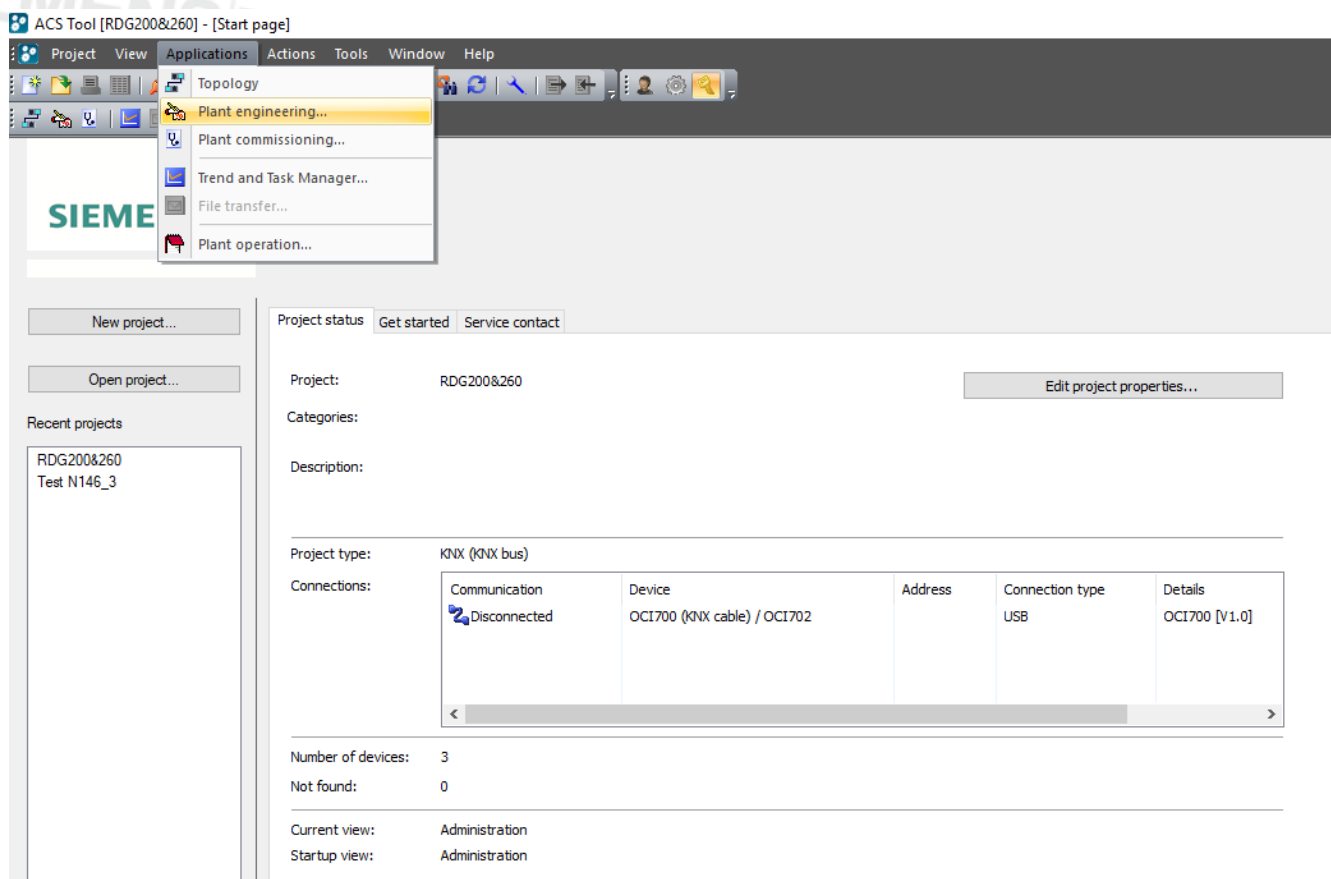 ACS Tool [RDG200&260] - [Start page]
Project View Applications Actions Tools Window Help
Topology
Plant engineering...
Plant commissioning...
Trend and Task Manager...
File transfer...
Plant operation...
SIEME
New project...
Open project...
Recent projects
RDG200&260
Test N146_3
Project status Get started Service contact
Project: RDG200&260
Edit project properties...
Categories:
Description:
Project type: KNX (KNX bus)
Connections:
Communication Device Address Connection type Details
Disconnected OCI700 (KNX cable) / OCI702 USB OCI700 [V1.0]
Number of devices: 3
Not found: 0
Current view: Administration
Startup view: Administration